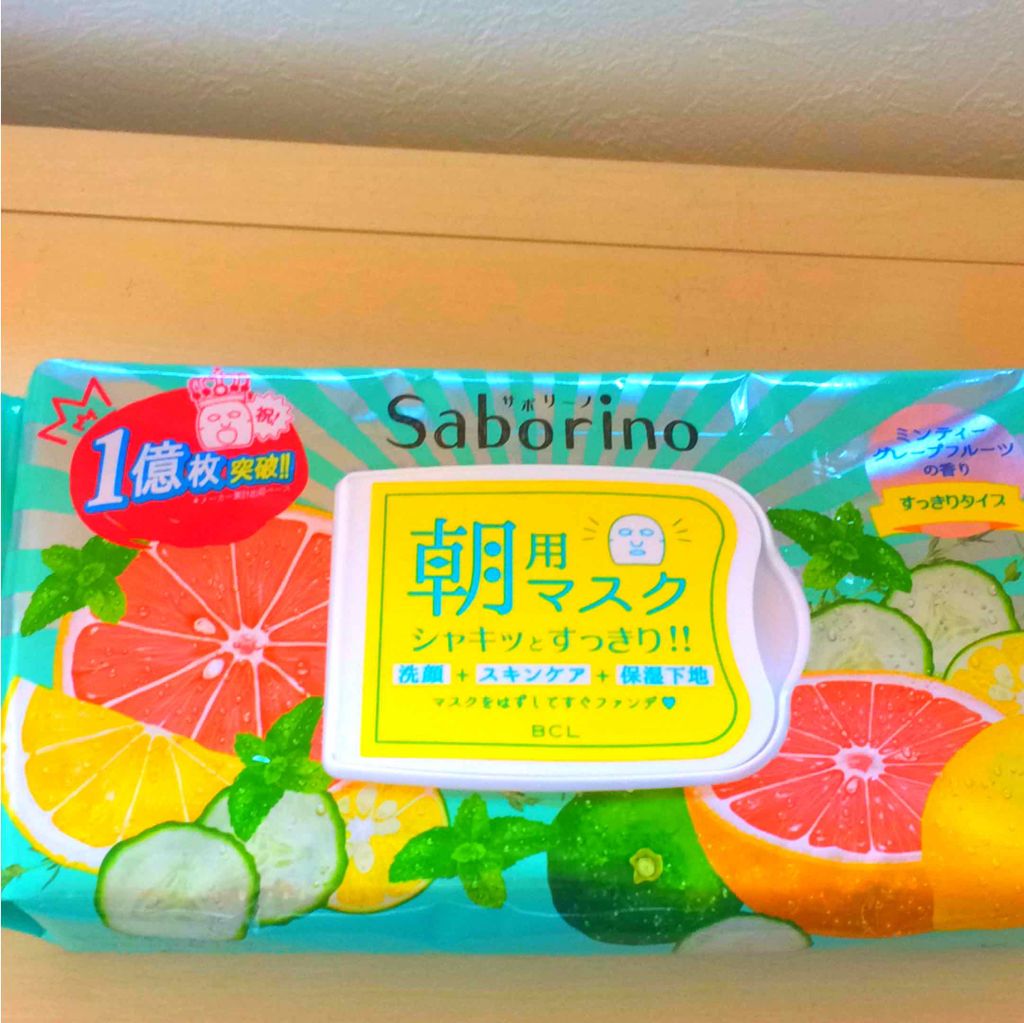 サボリーノ
Saborino
祝!
1億枚突破!!
ミンティー
グレープフルーツ
の香り
すっきりタイプ
朝用マスク
シャキッとすっきり!!
洗顔 + スキンケア + 保湿下地
マスクをはずしてすぐファンデ♥
BCL